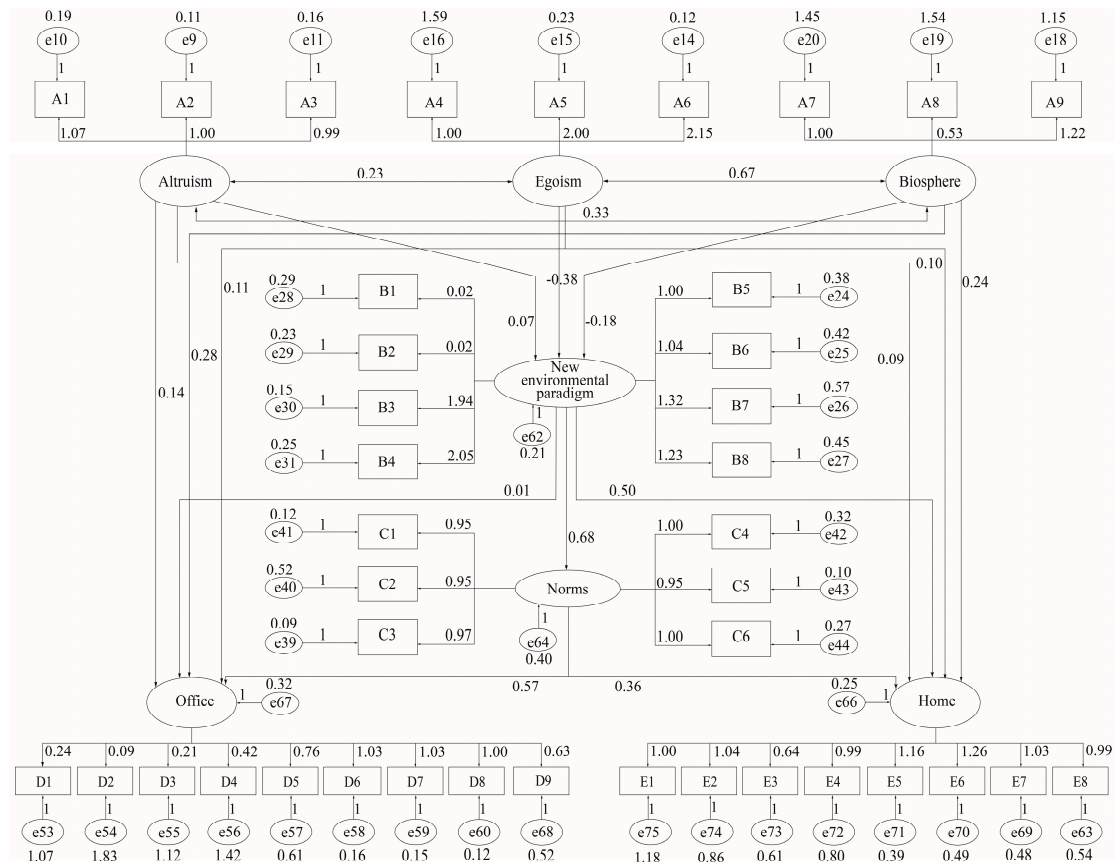 0.19 0.11 0.16 1.59 0.23 0.12 1.45 1.54 1.15
e10 e9 e11 e16 e15 e14 e20 e19 e18
1 1 1 1 1 1 1 1 1
A1 A2 A3 A4 A5 A6 A7 A8 A9
1.07 1.00 0.99 1.00 2.00 2.15 1.00 0.53 1.22
Altruism 0.23 Egoism 0.67 Biosphere
0.33
0.11 -0.38 0.10 0.24
0.29 0.38
e28 1 B1 0.02 1.00 B5 1 e24
0.07 -0.18
0.23 0.42
e29 1 B2 0.02 1.04 B6 1 e25
0.28 0.09
New
environmental
paradigm
0.14
0.15 0.57
e30 1 B3 1.94 1.32 B7 1 e26
1
e62
0.21
0.25 0.45
e31 1 B4 2.05 1.23 B8 1 e27
0.01 0.50
0.12 0.32
e41 1 C1 0.95 1.00 C4 1 e42
0.68
0.52 0.10
e40 1 C2 0.95 Norms 0.95 C5 1 e43
0.09 0.27
e39 1 C3 0.97 1 1.00 C6 1 e44
e64
0.40
0.57 0.36
Office 1 0.32 0.25 1 Home
e67 e66
0.24 0.09 0.21 0.42 0.76 1.03 1.03 1.00 0.63 1.00 1.04 0.64 0.99 1.16 1.26 1.03 0.99
D1 D2 D3 D4 D5 D6 D7 D8 D9 E1 E2 E3 E4 E5 E6 E7 E8
1 1 1 1 1 1 1 1 1 1 1 1 1 1 1 1 1
e53 e54 e55 e56 e57 e58 e59 e60 e68 e75 e74 e73 e72 e71 e70 e69 e63
1.07 1.83 1.12 1.42 0.61 0.16 0.15 0.12 0.52 1.18 0.86 0.61 0.80 0.39 0.49 0.48 0.54